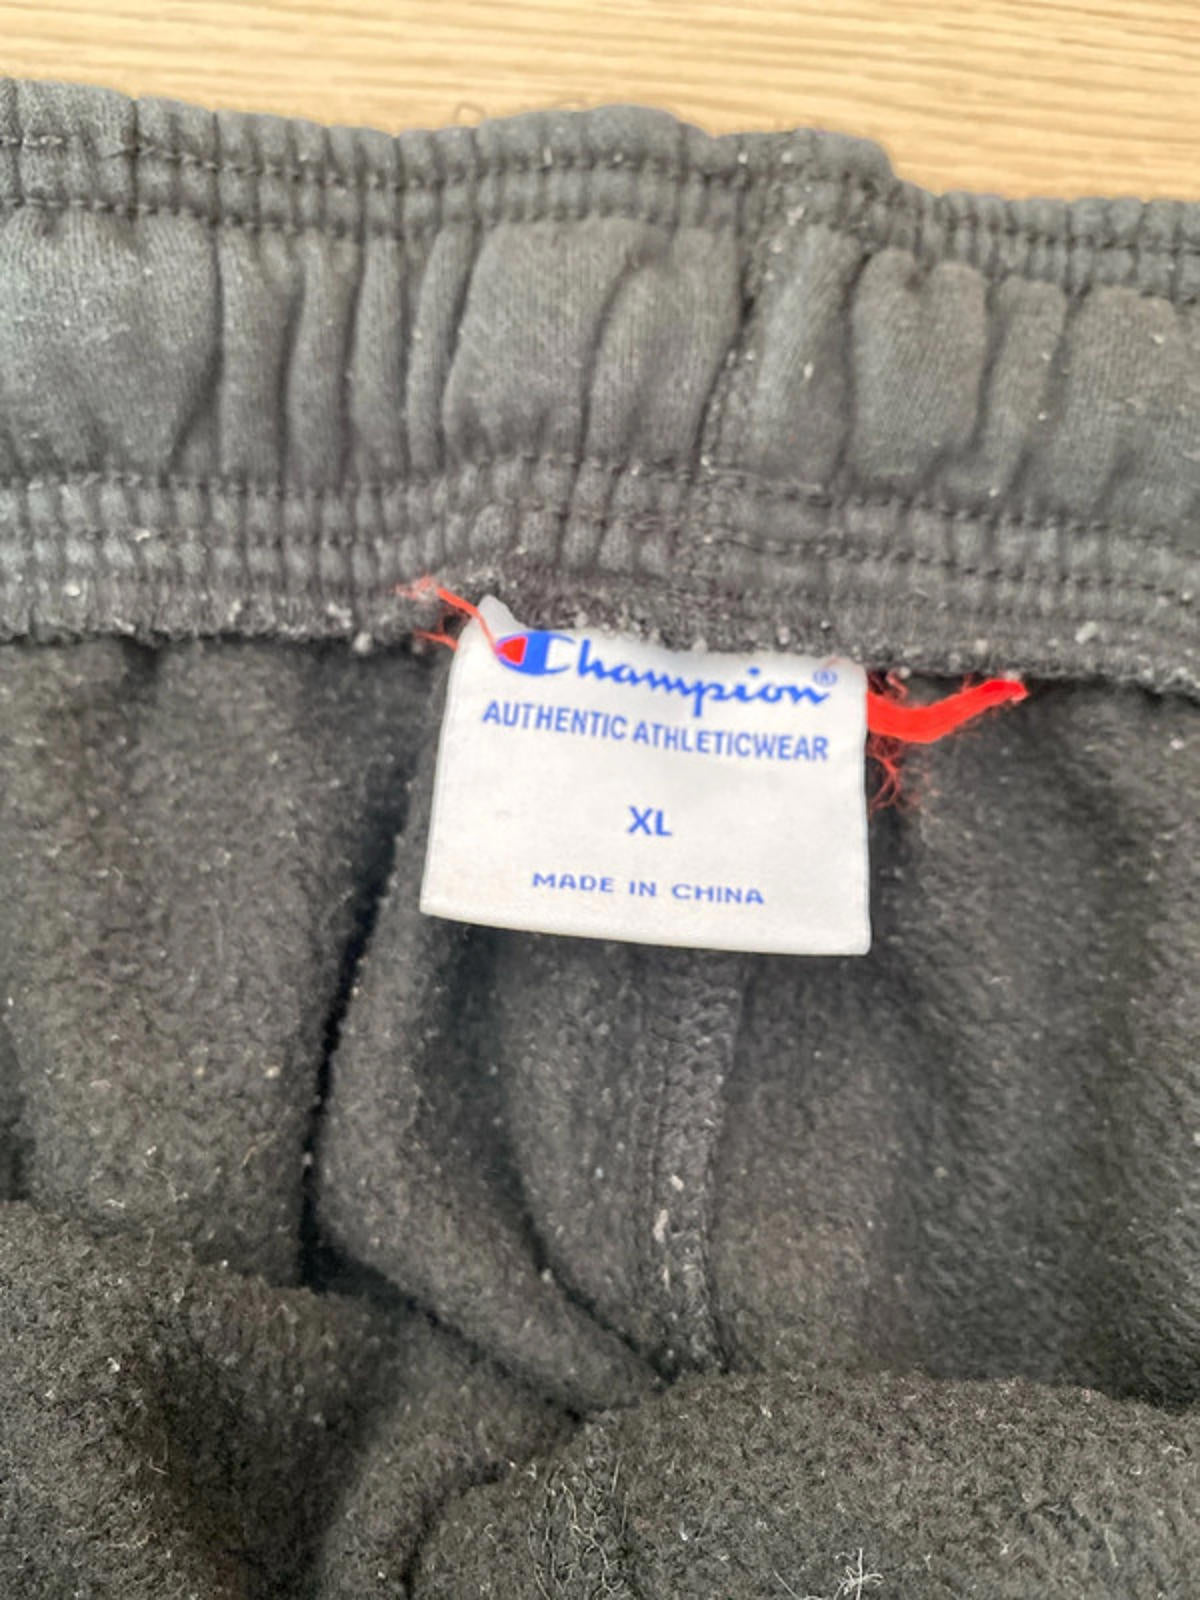 Champion®
AUTHENTIC ATHLETICWEAR
XL
MADE IN CHINA